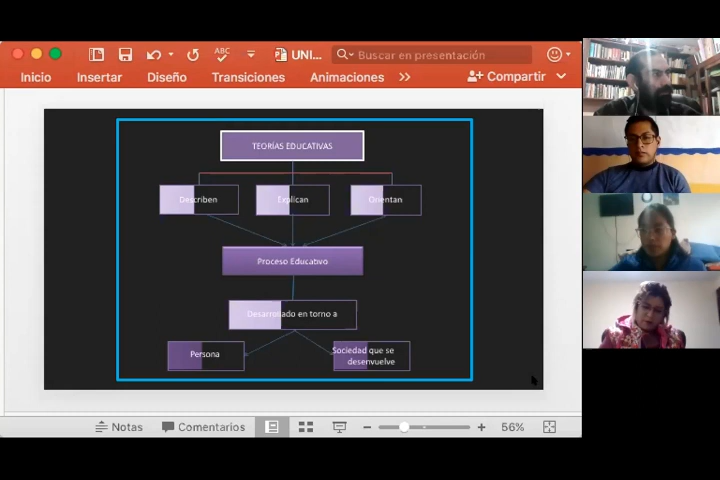 ABC
UNI...
Buscar en presentación
Inicio
Insertar
Diseño
Transiciones
Animaciones
Compartir
TEORÍAS EDUCATIVAS
Describen
Explican
Orientan
Proceso Educativo
Desarrollado en torno a
Persona
Sociedad que se
desenvuelve
Notas
Comentarios
56%